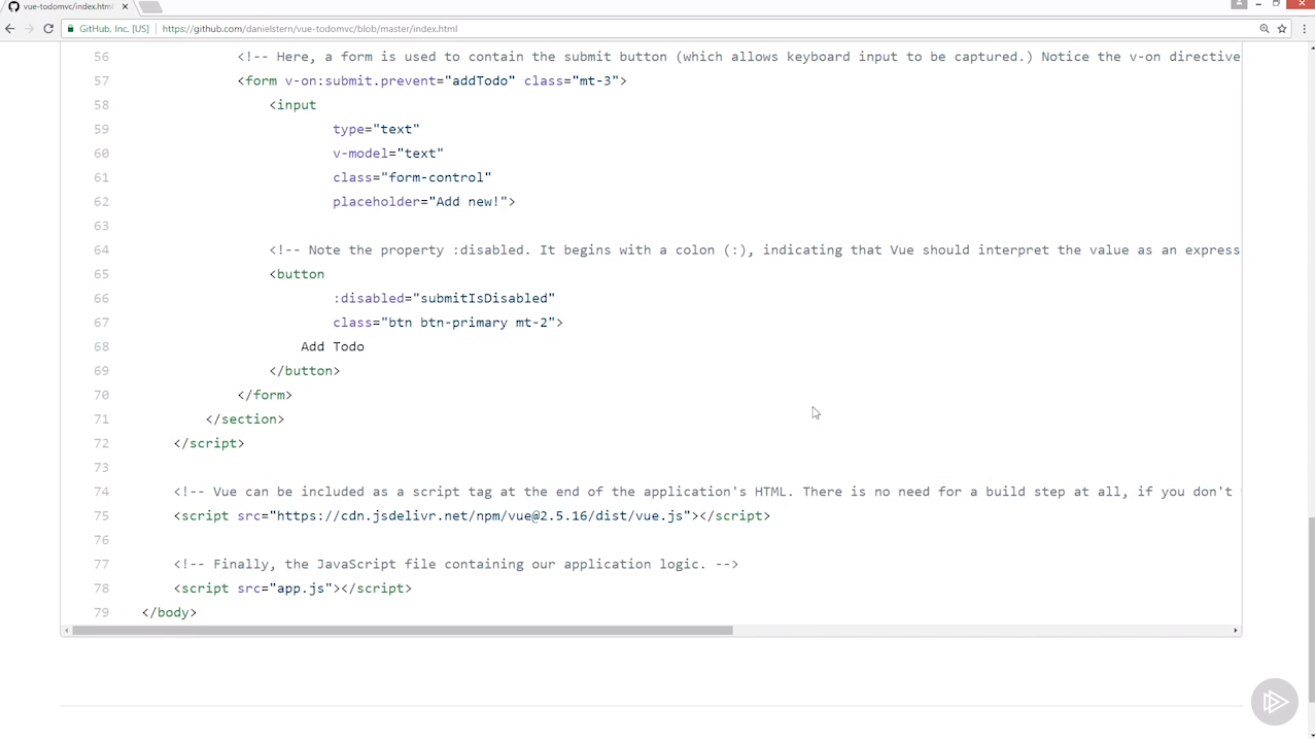 vue-todomvc/index.html
GitHub, Inc. [US] https://github.com/danielstern/vue-todomvc/blob/master/index.html
56 <!-- Here, a form is used to contain the submit button (which allows keyboard input to be captured.) Notice the v-on directive
57 <form v-on:submit.prevent="addTodo" class="mt-3">
58 <input
59 type="text"
60 v-model="text"
61 class="form-control"
62 placeholder="Add new!">
63
64 <!-- Note the property :disabled. It begins with a colon (:), indicating that Vue should interpret the value as an express
65 <button
66 :disabled="submitIsDisabled"
67 class="btn btn-primary mt-2">
68 Add Todo
69 </button>
70 </form>
71 </section>
72 </script>
73
74 <!-- Vue can be included as a script tag at the end of the application's HTML. There is no need for a build step at all, if you don't
75 <script src="https://cdn.jsdelivr.net/npm/vue@2.5.16/dist/vue.js"></script>
76
77 <!-- Finally, the JavaScript file containing our application logic. -->
78 <script src="app.js"></script>
79 </body>